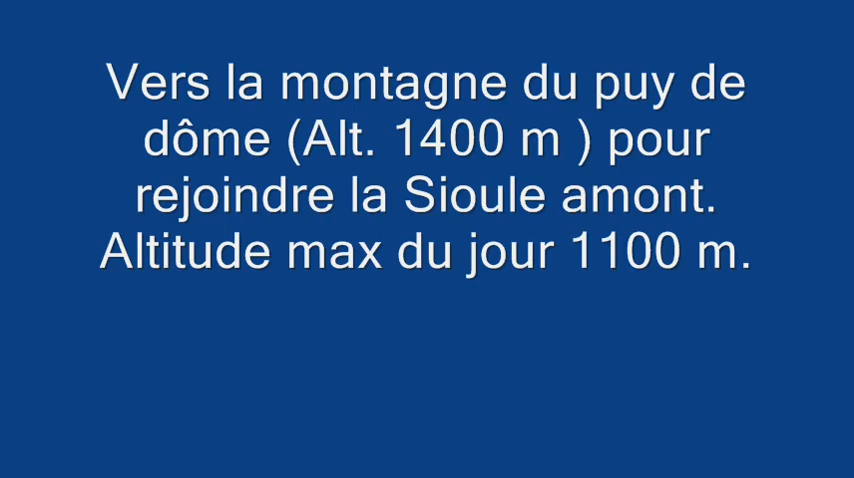 Vers la montagne du puy de
dôme (Alt. 1400 m ) pour
rejoindre la Sioule amont.
Altitude max du jour 1100 m.